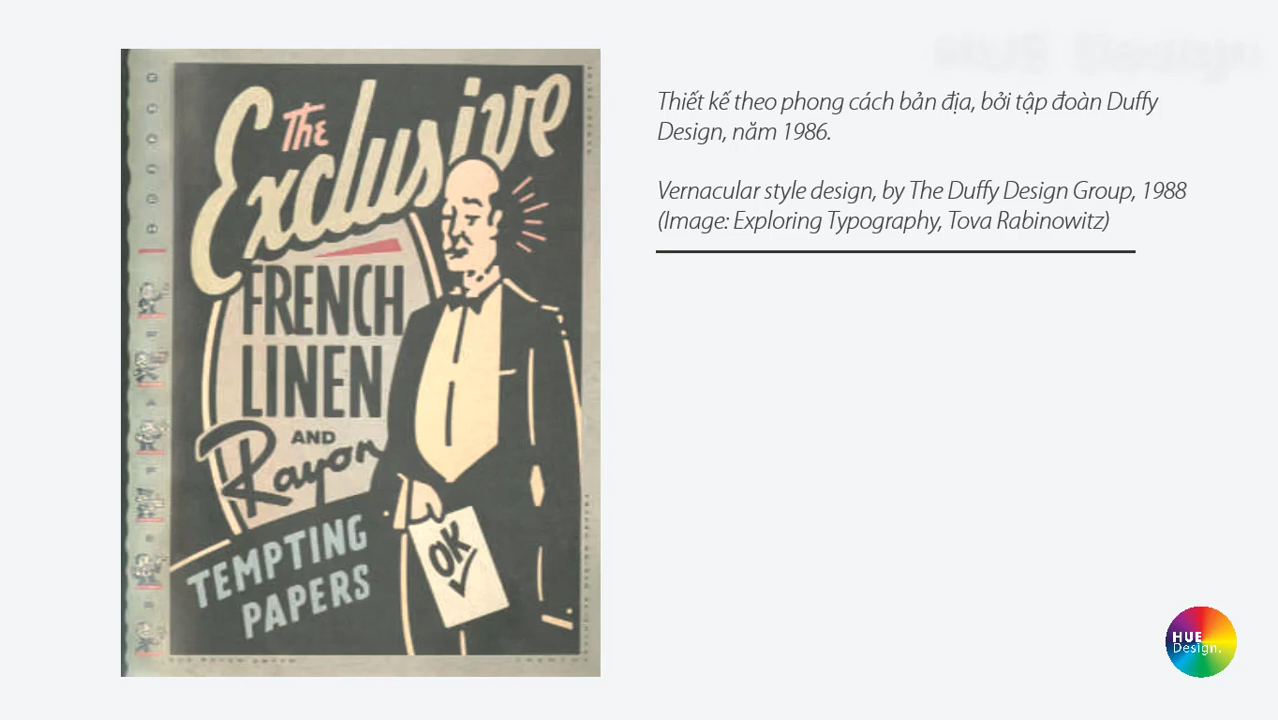 The
Exclusive
FRENCH
LINEN
AND
Rayon
TEMPTING
PAPERS
OK
Thiết kế theo phong cách bản địa, bởi tập đoàn Duffy
Design, năm 1986.
Vernacular style design, by The Duffy Design Group, 1988
(Image: Exploring Typography, Tova Rabinowitz)
HUE
Design.